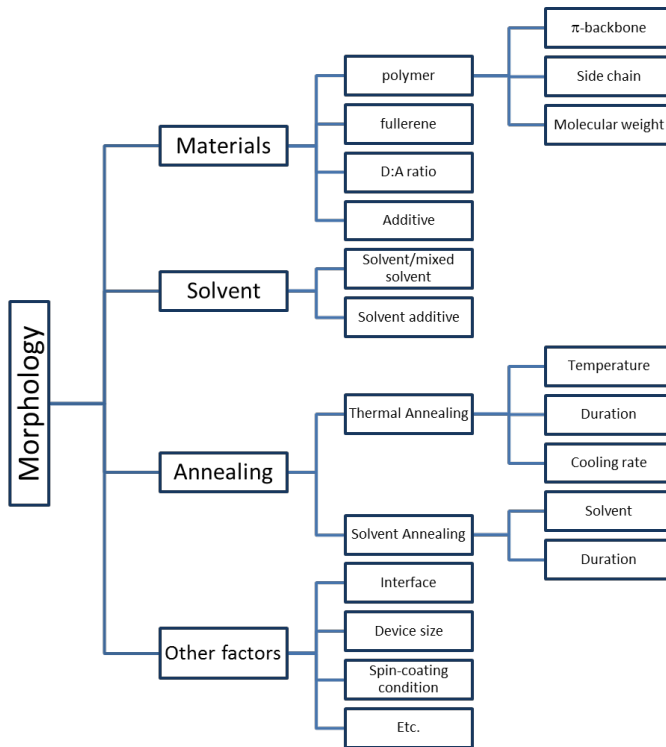 Morphology
Materials
polymer
π-backbone
Side chain
Molecular weight
fullerene
D:A ratio
Additive
Solvent
Solvent/mixed
solvent
Solvent additive
Annealing
Thermal Annealing
Temperature
Duration
Cooling rate
Solvent Annealing
Solvent
Duration
Other factors
Interface
Device size
Spin-coating
condition
Etc.